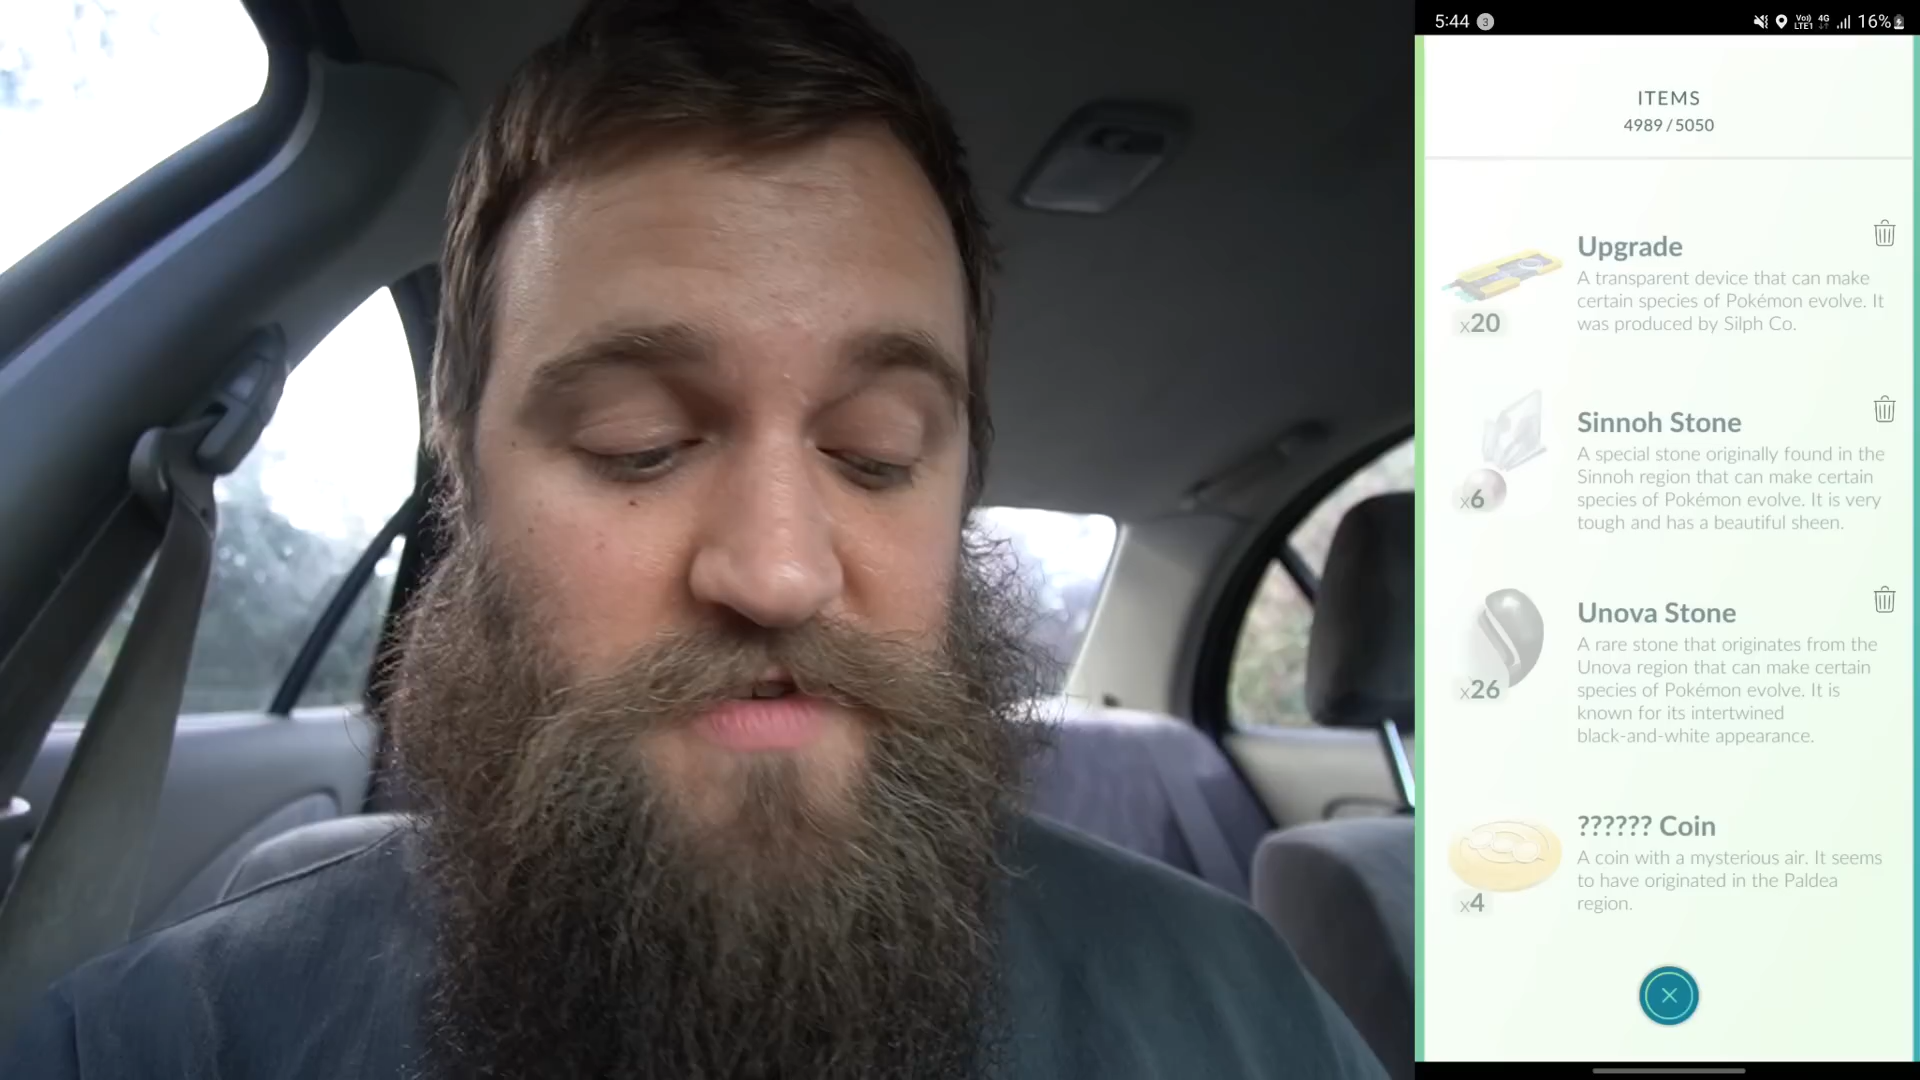 5:44 3 Vo) LTE1 4G 16%
ITEMS
4989/5050
Upgrade
A transparent device that can make
certain species of Pokémon evolve. It
was produced by Silph Co.
x20
Sinnoh Stone
A special stone originally found in the
Sinnoh region that can make certain
species of Pokémon evolve. It is very
tough and has a beautiful sheen.
x6
Unova Stone
A rare stone that originates from the
Unova region that can make certain
species of Pokémon evolve. It is
known for its intertwined
black-and-white appearance.
x26
?????? Coin
A coin with a mysterious air. It seems
to have originated in the Paldea
region.
x4